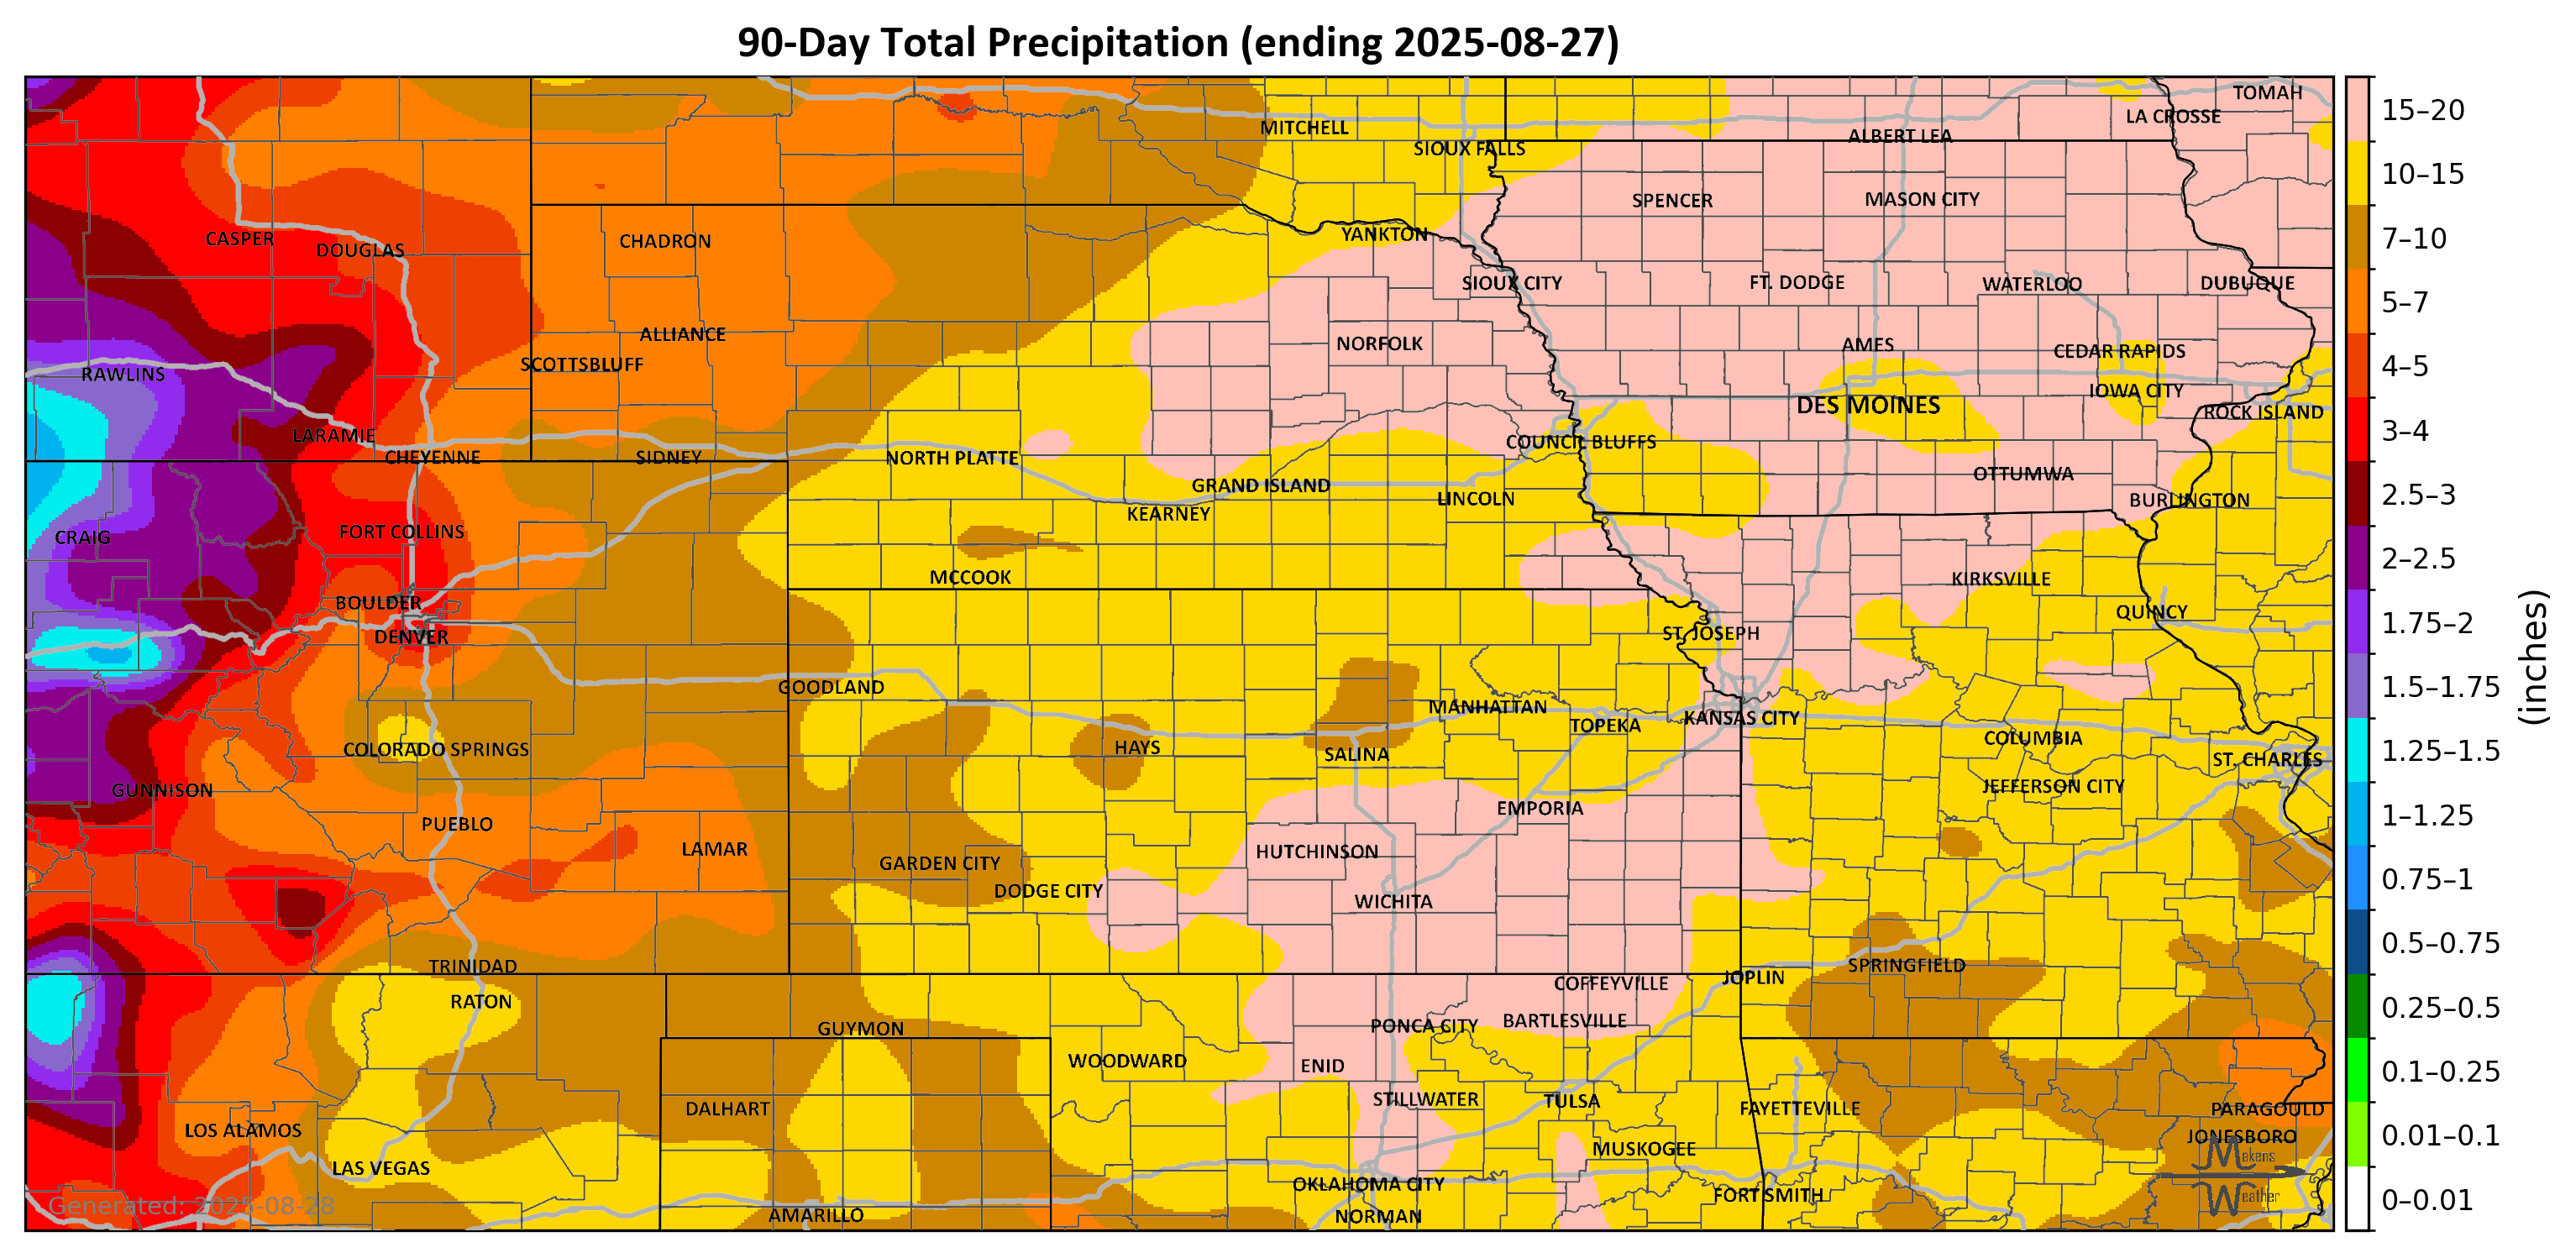 90-Day Total Precipitation (ending 2025-08-27)
TOMAH
LA CROSSE
MITCHELL
ALBERT LEA
SIOUX FALLS
SPENCER
MASON CITY
YANKTON
CASPER
DOUGLAS
CHADRON
SIOUX CITY
FT. DODGE
WATERLOO
DUBUQUE
ALLIANCE
NORFOLK
AMES
CEDAR RAPIDS
SCOTTSBLUFF
RAWLINS
IOWA CITY
DES MOINES
ROCK ISLAND
LARAMIE
COUNCIL BLUFFS
CHEYENNE
SIDNEY
NORTH PLATTE
OTTUMWA
GRAND ISLAND
LINCOLN
BURLINGTON
KEARNEY
CRAIG
FORT COLLINS
MCCOOK
KIRKSVILLE
BOULDER
QUINCY
DENVER
ST. JOSEPH
GOODLAND
MANHATTAN
TOPEKA
KANSAS CITY
COLORADO SPRINGS
HAYS
SALINA
COLUMBIA
ST. CHARLES
GUNNISON
JEFFERSON CITY
EMPORIA
PUEBLO
LAMAR
GARDEN CITY
HUTCHINSON
DODGE CITY
WICHITA
TRINIDAD
SPRINGFIELD
JOPLIN
COFFEYVILLE
RATON
GUYMON
PONCA CITY
BARTLESVILLE
WOODWARD
ENID
DALHART
STILLWATER
TULSA
FAYETTEVILLE
PARAGOULD
LOS ALAMOS
JONESBORO
MUSKOGEE
LAS VEGAS
OKLAHOMA CITY
FORT SMITH
AMARILLO
NORMAN
Makens
Weather
Generated: 2025-08-28
15–20
10–15
7–10
5–7
4–5
3–4
2.5–3
2–2.5
1.75–2
1.5–1.75
1.25–1.5
1–1.25
0.75–1
0.5–0.75
0.25–0.5
0.1–0.25
0.01–0.1
0–0.01
(inches)